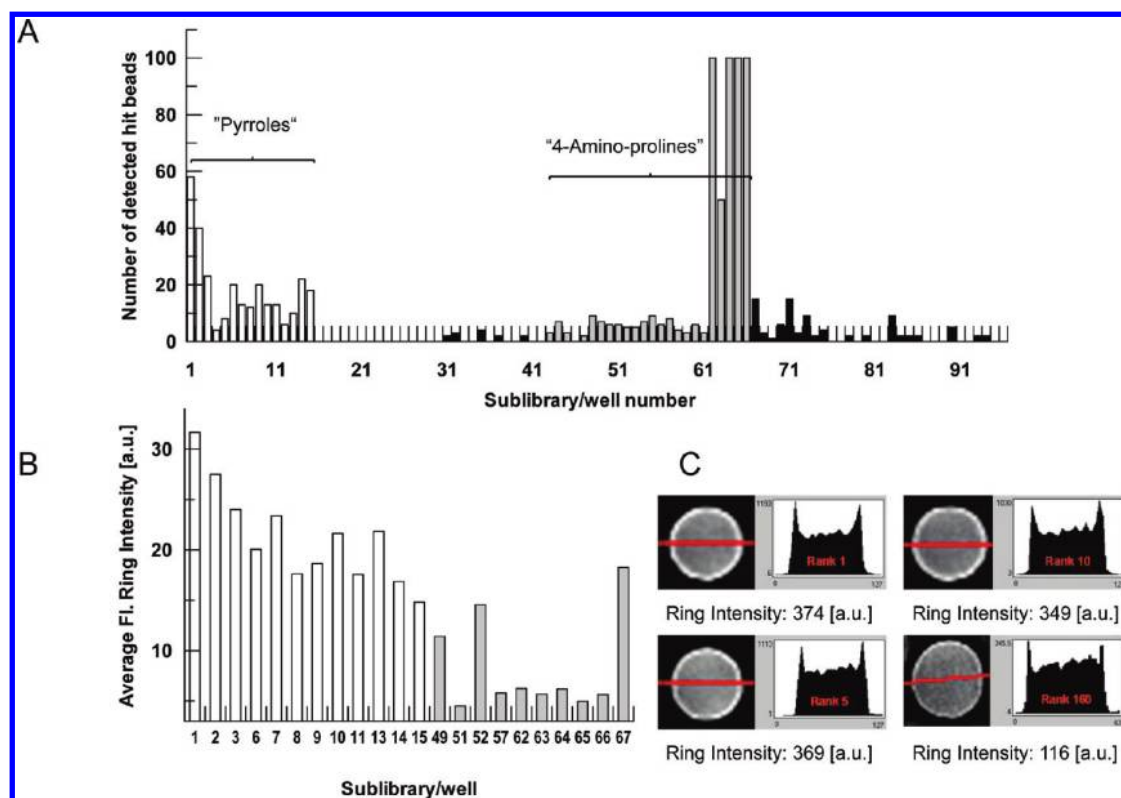 A
Number of detected hit beads
100
80
60
40
20
0
"Pyrroles“
“4-Amino-prolines”
1 11 21 31 41 51 61 71 81 91
Sublibrary/well number
B
Average Fl. Ring Intensity [a.u.]
30
20
10
1 2 3 6 7 8 9 10 11 13 14 15 49 51 52 57 62 63 64 65 66 67
Sublibrary/well
C
Rank 1
127
Ring Intensity: 374 [a.u.]
Rank 10
Ring Intensity: 349 [a.u.]
Rank 5
127
Ring Intensity: 369 [a.u.]
345.5
Rank 160
Ring Intensity: 116 [a.u.]